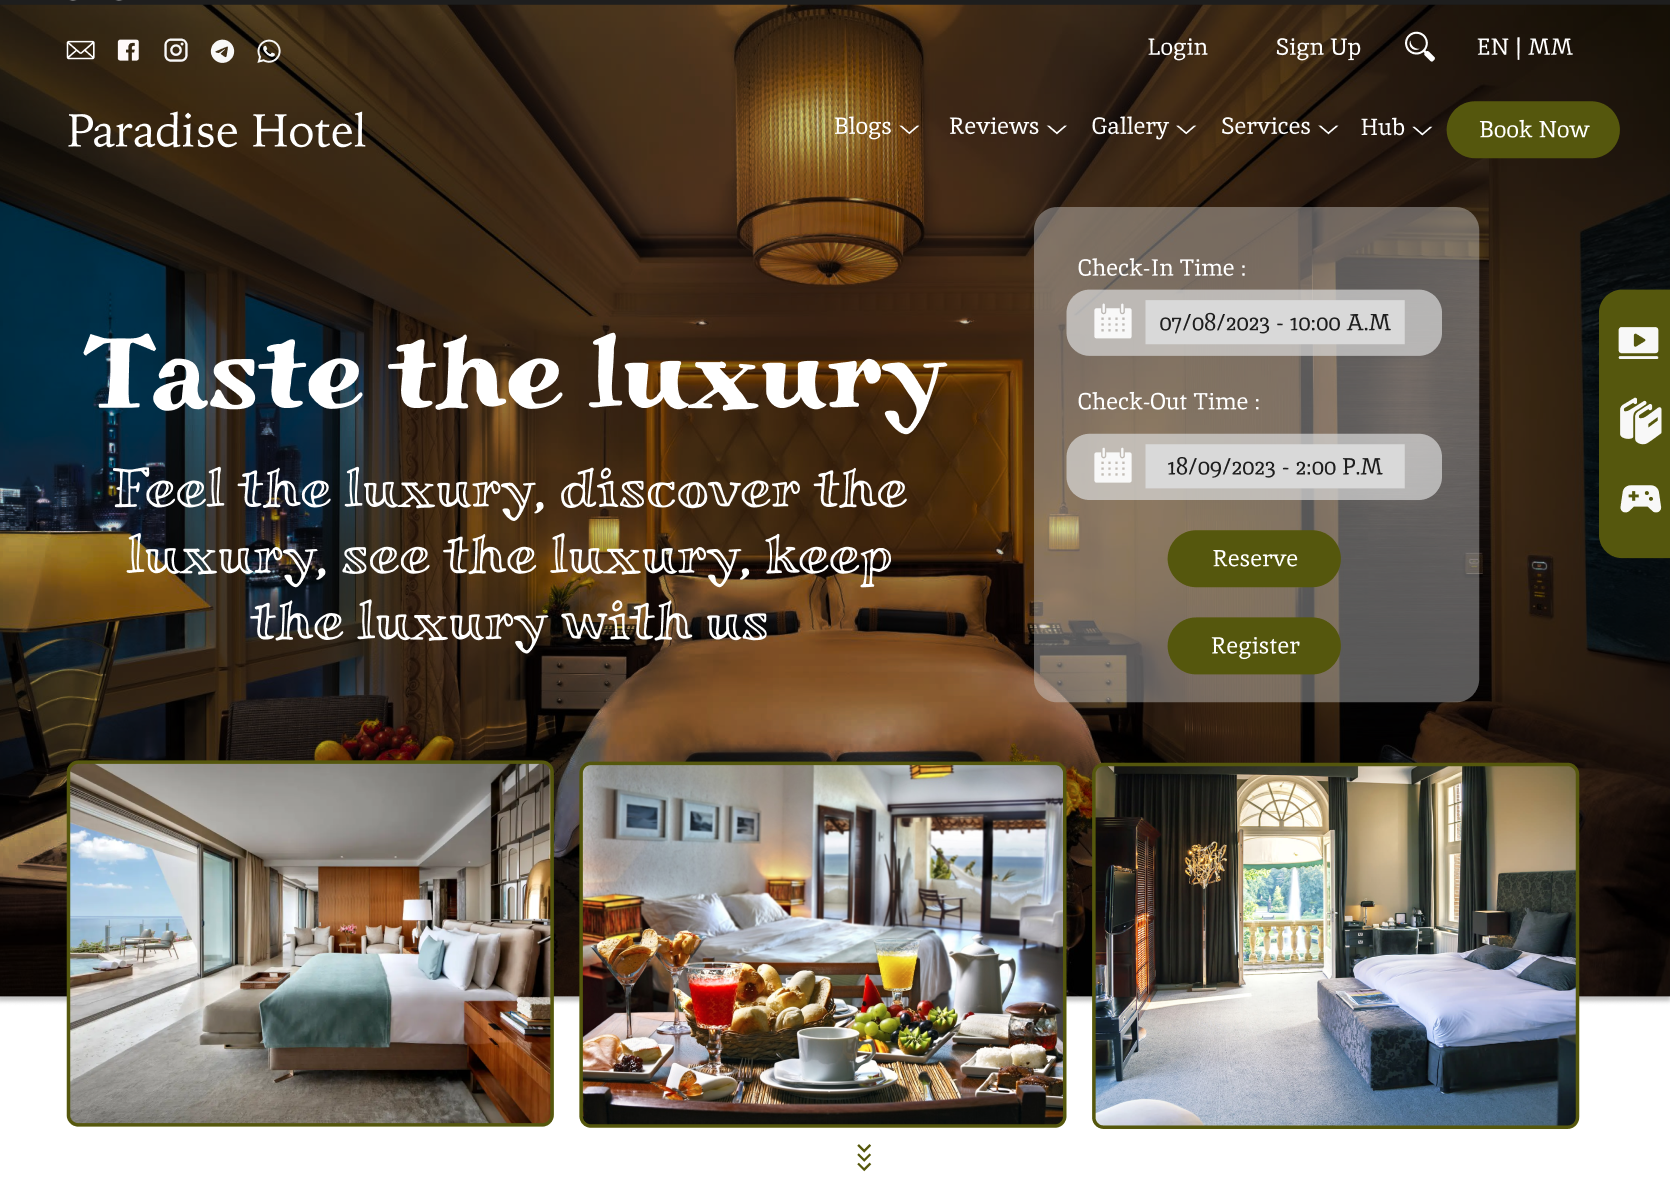 Login Sign Up EN | MM
Paradise Hotel
Blogs Reviews Gallery Services Hub Book Now
Check-In Time :
07/08/2023 - 10:00 A.M
Check-Out Time :
18/09/2023 - 2:00 P.M
Reserve
Register
Taste the luxury
Feel the luxury, discover the
luxury, see the luxury, keep
the luxury with us